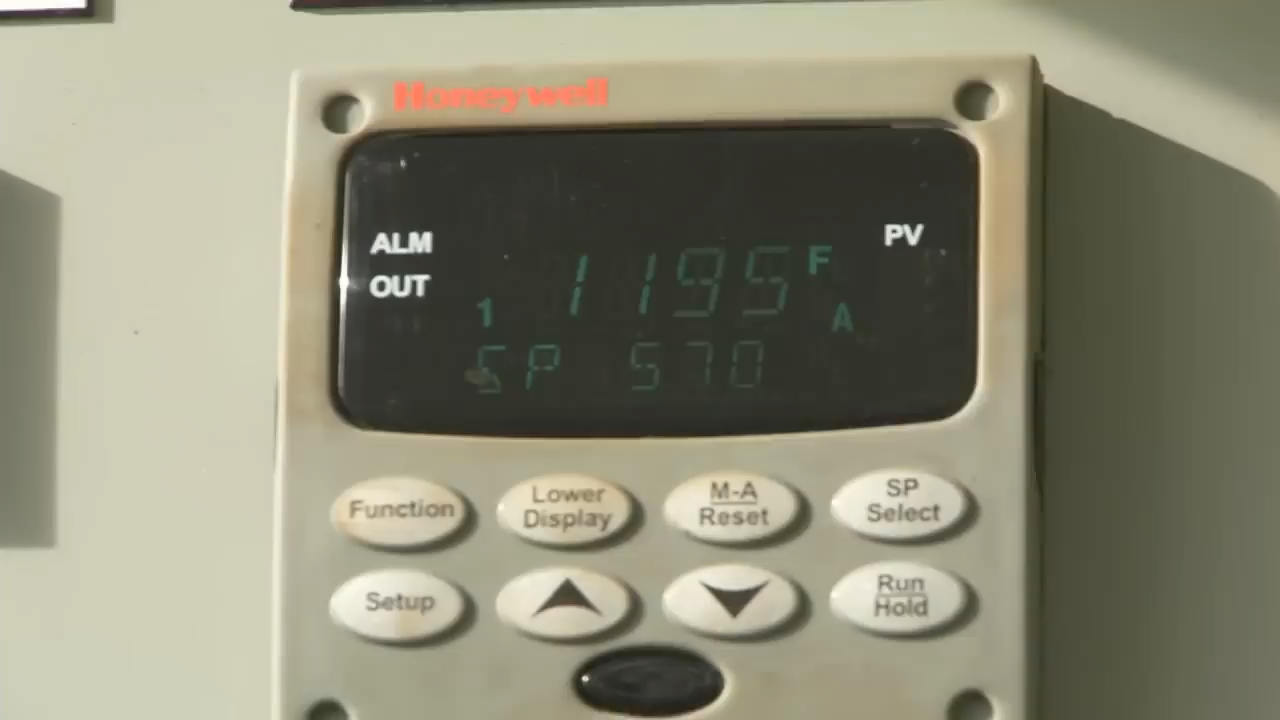 Honeywell
ALM
PV
1195 F
OUT
1
A
SP 570
Function
Lower Display
M-A Reset
SP Select
Setup
Run Hold